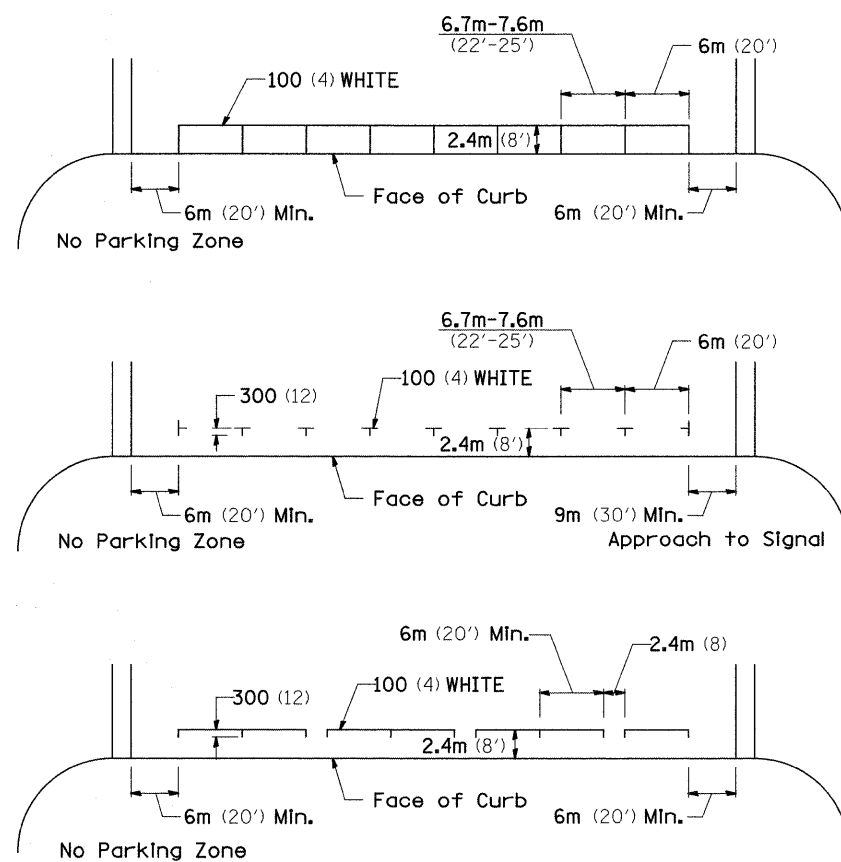 6.7m-7.6m
(22'-25')
6m (20')
100 (4) WHITE
2.4m (8')
Face of Curb
6m (20') Min.
6m (20') Min.
No Parking Zone
6.7m-7.6m
(22'-25')
6m (20')
300 (12)
100 (4) WHITE
2.4m (8')
Face of Curb
6m (20') Min.
9m (30') Min.
No Parking Zone
Approach to Signal
6m (20') Min.
2.4m (8)
300 (12)
100 (4) WHITE
2.4m (8')
Face of Curb
6m (20') Min.
6m (20') Min.
No Parking Zone